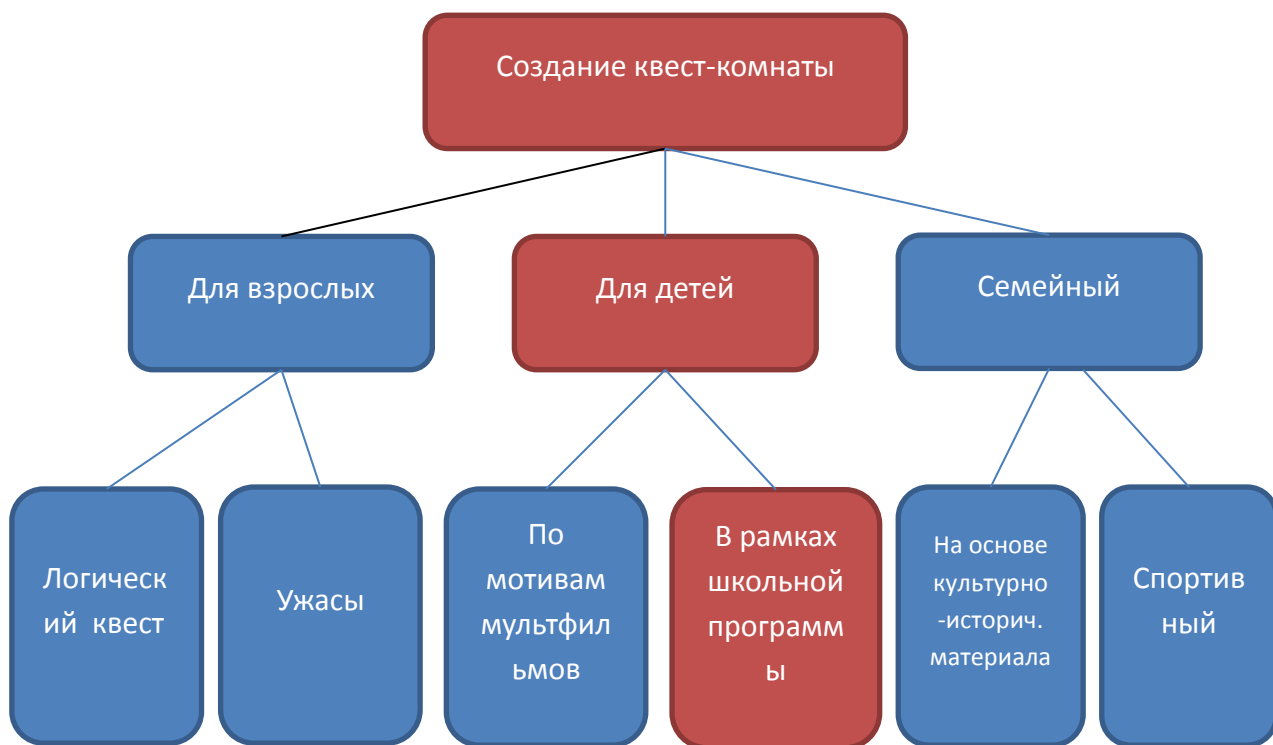 Создание квест-комнаты
Для взрослых
Для детей
Семейный
Логическ
ий квест
Ужасы
По
мотивам
мультфил
ьмов
В рамках
школьной
программ
ы
На основе
культурно
-историч.
материала
Спортив
ный